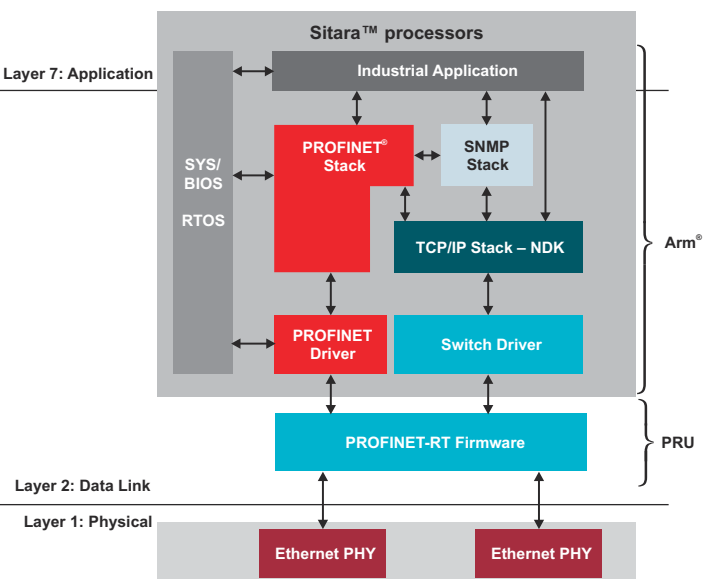 Sitara™ processors
Layer 7: Application
Industrial Application
PROFINET®
Stack
SNMP
Stack
SYS/
BIOS
RTOS
TCP/IP Stack – NDK
Arm®
PROFINET
Driver
Switch Driver
PROFINET-RT Firmware
PRU
Layer 2: Data Link
Layer 1: Physical
Ethernet PHY
Ethernet PHY